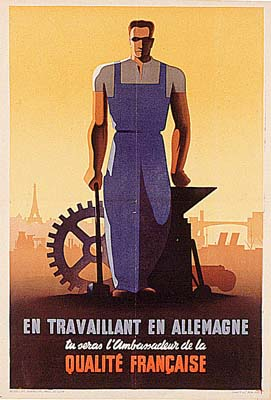 EN TRAVAILLANT EN ALLEMAGNE
tu seras l'Ambassadeur de la
QUALITÉ FRANÇAISE